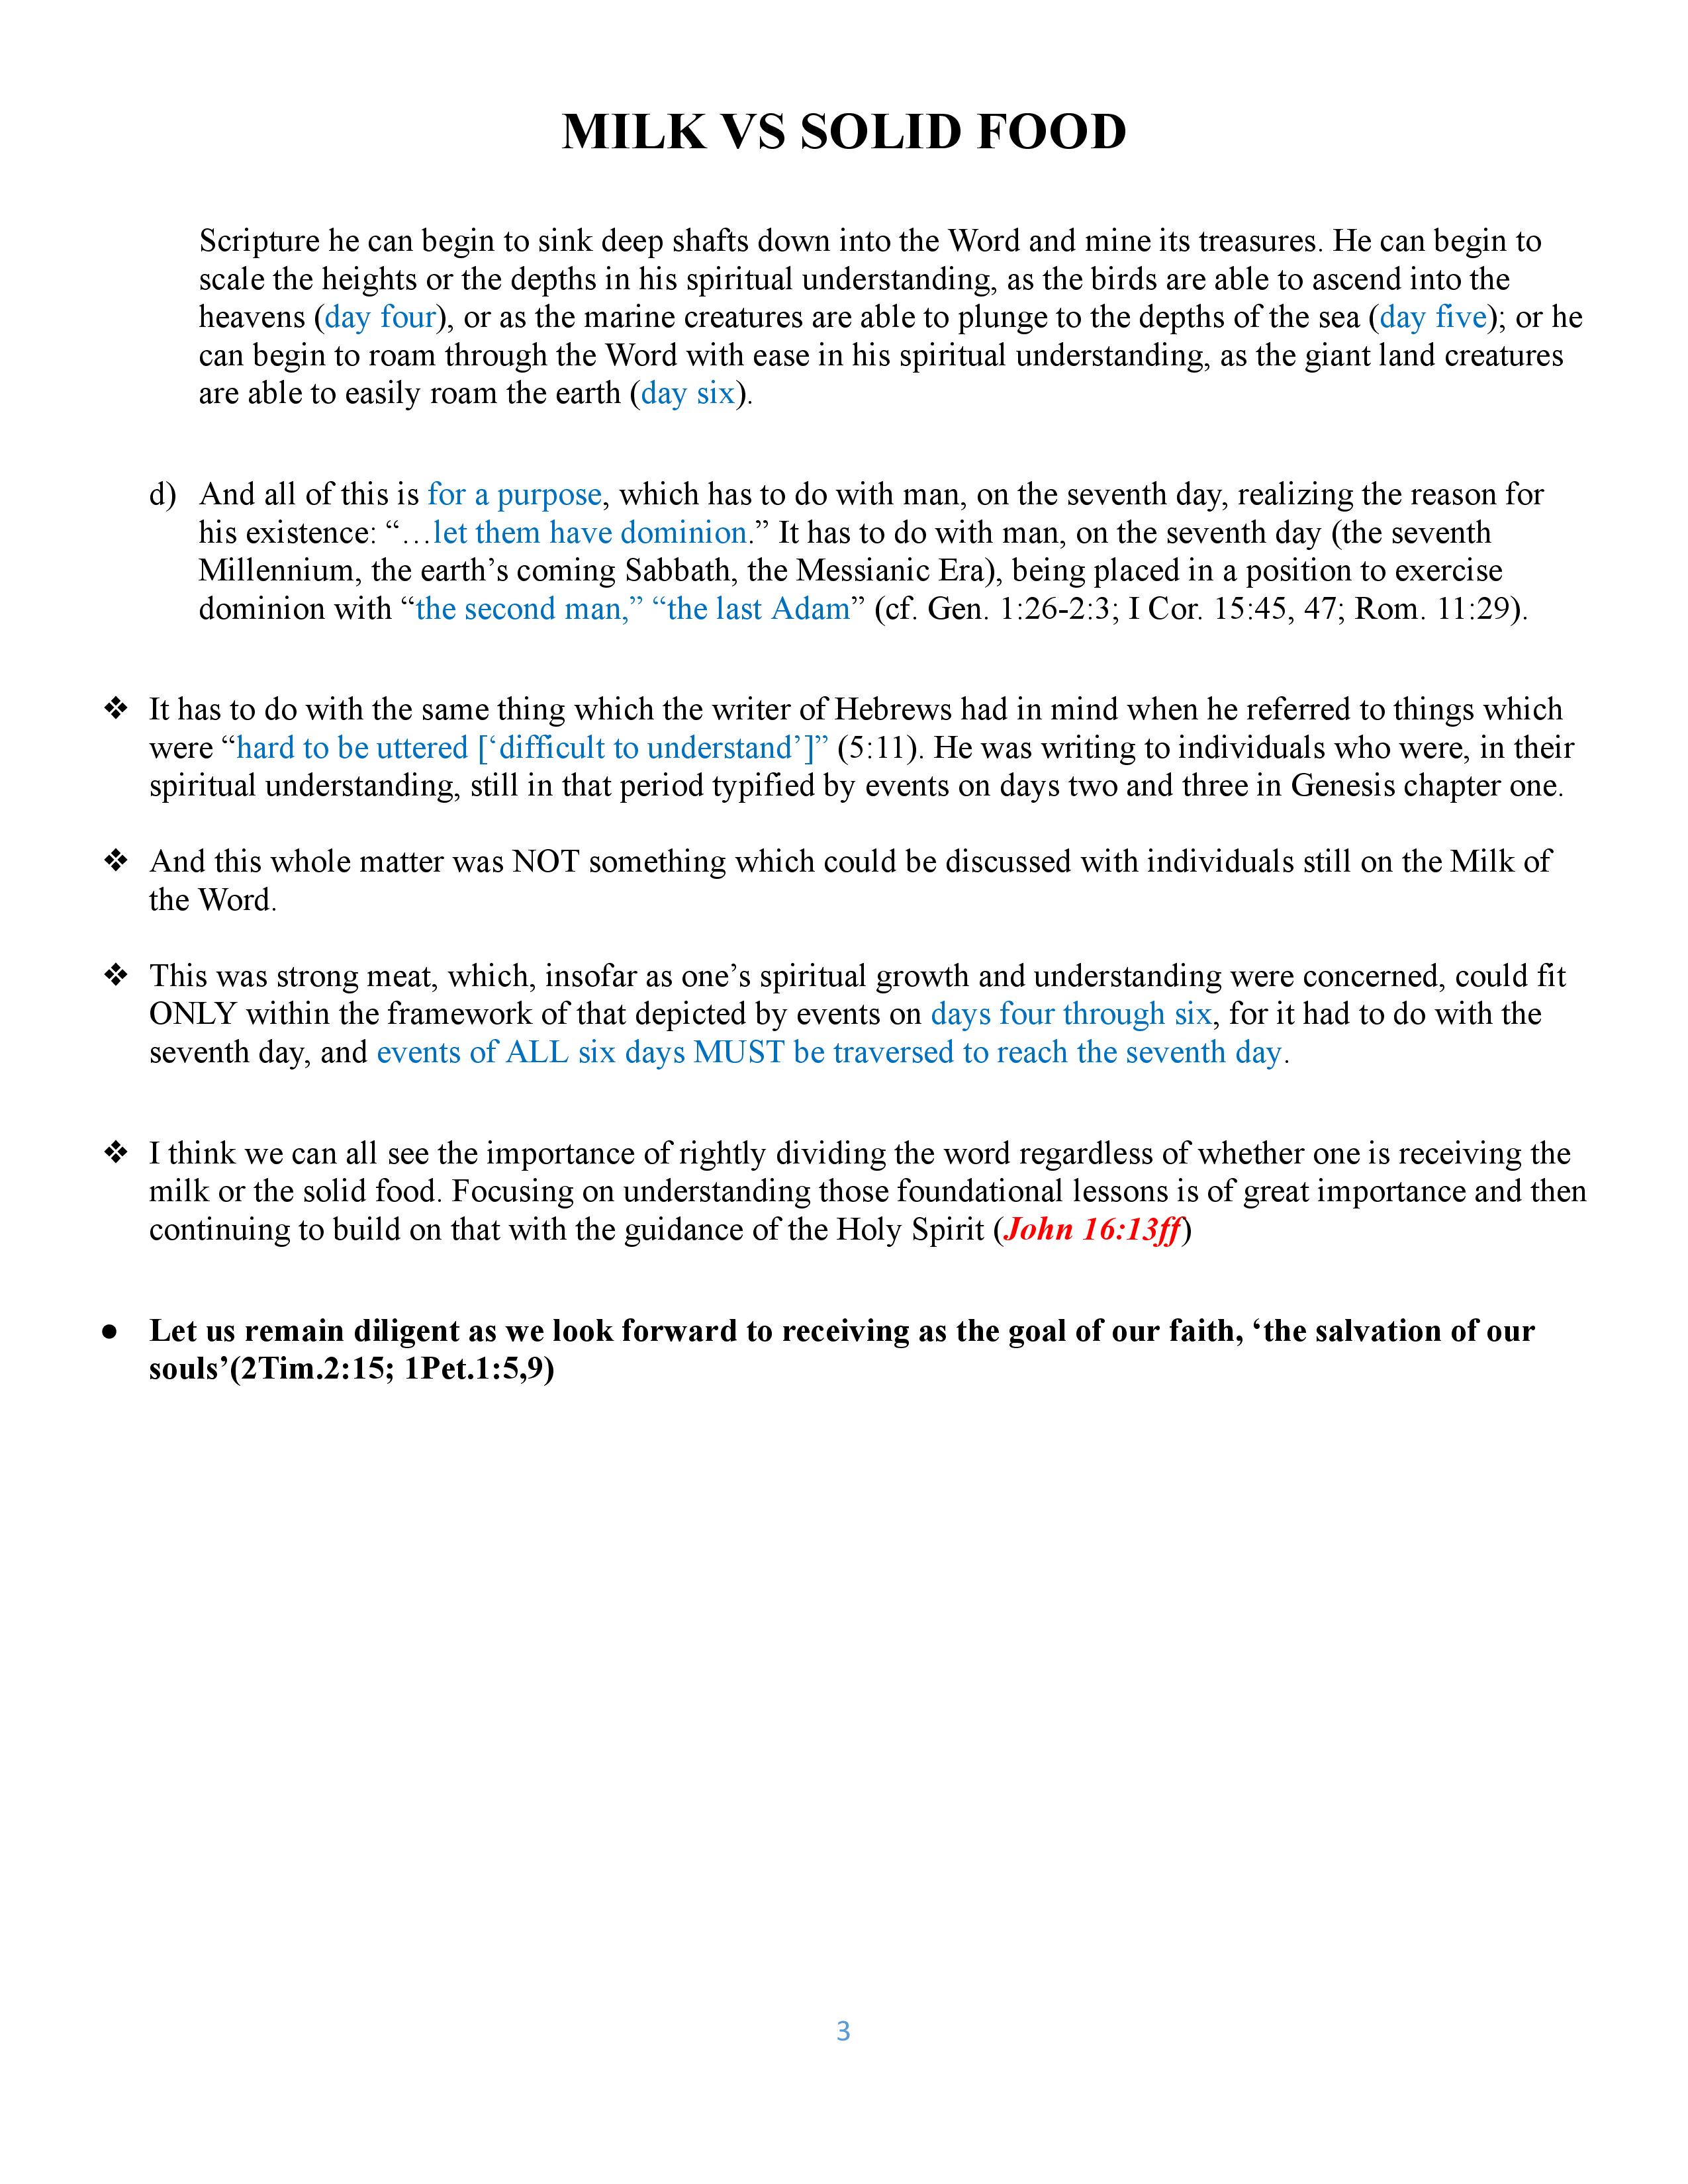 MILK VS SOLID FOOD
Scripture he can begin to sink deep shafts down into the Word and mine its treasures. He can begin to
scale the heights or the depths in his spiritual understanding, as the birds are able to ascend into the
heavens (day four), or as the marine creatures are able to plunge to the depths of the sea (day five); or he
can begin to roam through the Word with ease in his spiritual understanding, as the giant land creatures
are able to easily roam the earth (day six).
d) And all of this is for a purpose, which has to do with man, on the seventh day, realizing the reason for
his existence: “…let them have dominion.” It has to do with man, on the seventh day (the seventh
Millennium, the earth’s coming Sabbath, the Messianic Era), being placed in a position to exercise
dominion with “the second man,” “the last Adam” (cf. Gen. 1:26-2:3; I Cor. 15:45, 47; Rom. 11:29).
❖ It has to do with the same thing which the writer of Hebrews had in mind when he referred to things which
were “hard to be uttered [‘difficult to understand’]” (5:11). He was writing to individuals who were, in their
spiritual understanding, still in that period typified by events on days two and three in Genesis chapter one.
❖ And this whole matter was NOT something which could be discussed with individuals still on the Milk of
the Word.
❖ This was strong meat, which, insofar as one’s spiritual growth and understanding were concerned, could fit
ONLY within the framework of that depicted by events on days four through six, for it had to do with the
seventh day, and events of ALL six days MUST be traversed to reach the seventh day.
❖ I think we can all see the importance of rightly dividing the word regardless of whether one is receiving the
milk or the solid food. Focusing on understanding those foundational lessons is of great importance and then
continuing to build on that with the guidance of the Holy Spirit (John 16:13ff)
● Let us remain diligent as we look forward to receiving as the goal of our faith, ‘the salvation of our
souls’(2Tim.2:15; 1Pet.1:5,9)
3